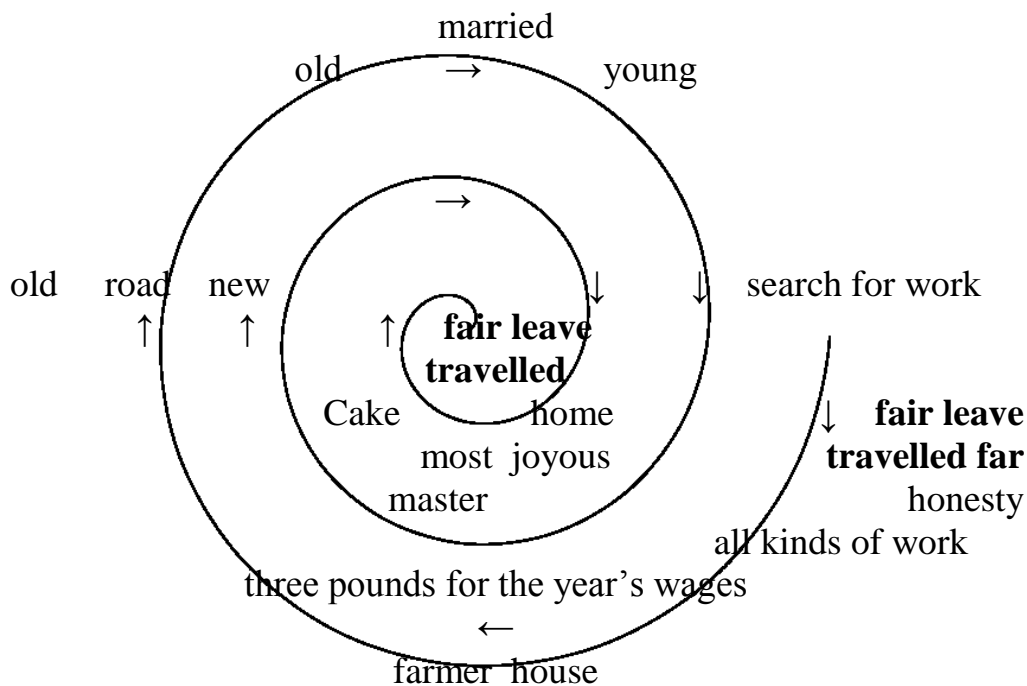 married
old → young
→
old road new ↓ ↓ search for work
↑ ↑ ↑ fair leave
travelled
Cake home ↓ fair leave
most joyous travelled far
master honesty
all kinds of work
three pounds for the year’s wages
←
farmer house